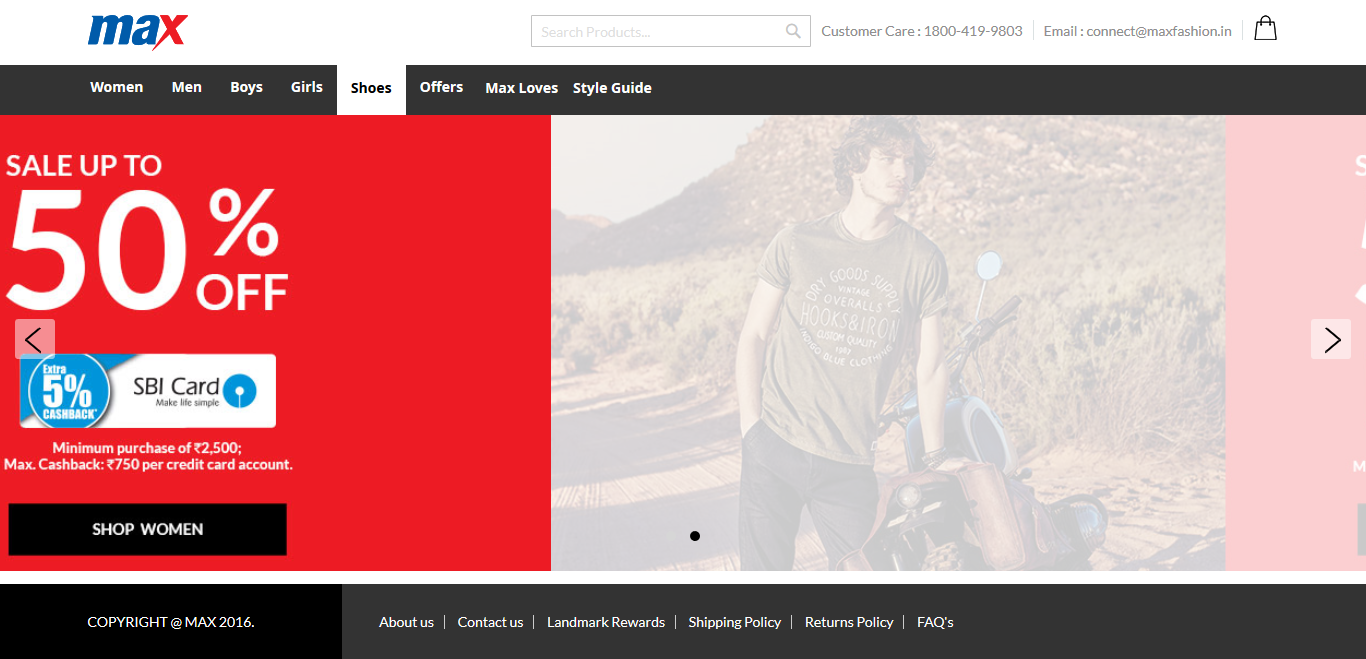 max
Search Products...
Customer Care : 1800-419-9803
Email : connect@maxfashion.in
Women Men Boys Girls Shoes Offers Max Loves Style Guide
SALE UP TO
50%
OFF
Extra
5%
CASHBACK*
SBI Card
Make life simple
Minimum purchase of ₹2,500;
Max. Cashback: ₹750 per credit card account.
SHOP WOMEN
DRY GOODS SUPPLY
VINTAGE
OVERALLS
HOOKS&IRON
CUSTOM QUALITY
1987
INDIGO BLUE CLOTHING
S
M
COPYRIGHT @ MAX 2016.
About us Contact us Landmark Rewards Shipping Policy Returns Policy FAQ's